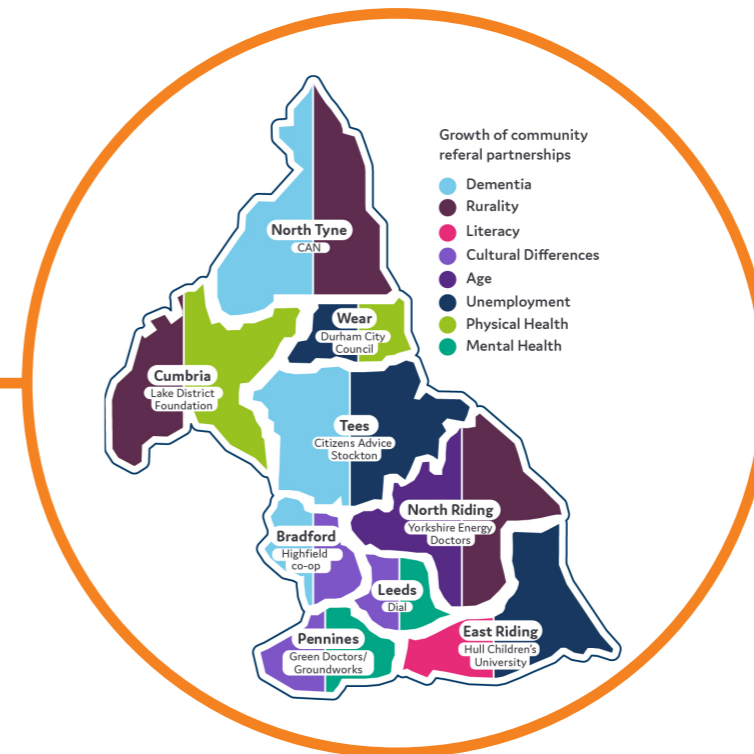 Growth of community
referal partnerships
Dementia
Rurality
Literacy
Cultural Differences
Age
Unemployment
Physical Health
Mental Health
North Tyne
CAN
Wear
Durham City
Council
Cumbria
Lake District
Foundation
Tees
Citizens Advice
Stockton
North Riding
Yorkshire Energy
Doctors
Bradford
Highfield
co-op
Leeds
Dial
East Riding
Hull Children's
University
Pennines
Green Doctors/
Groundworks